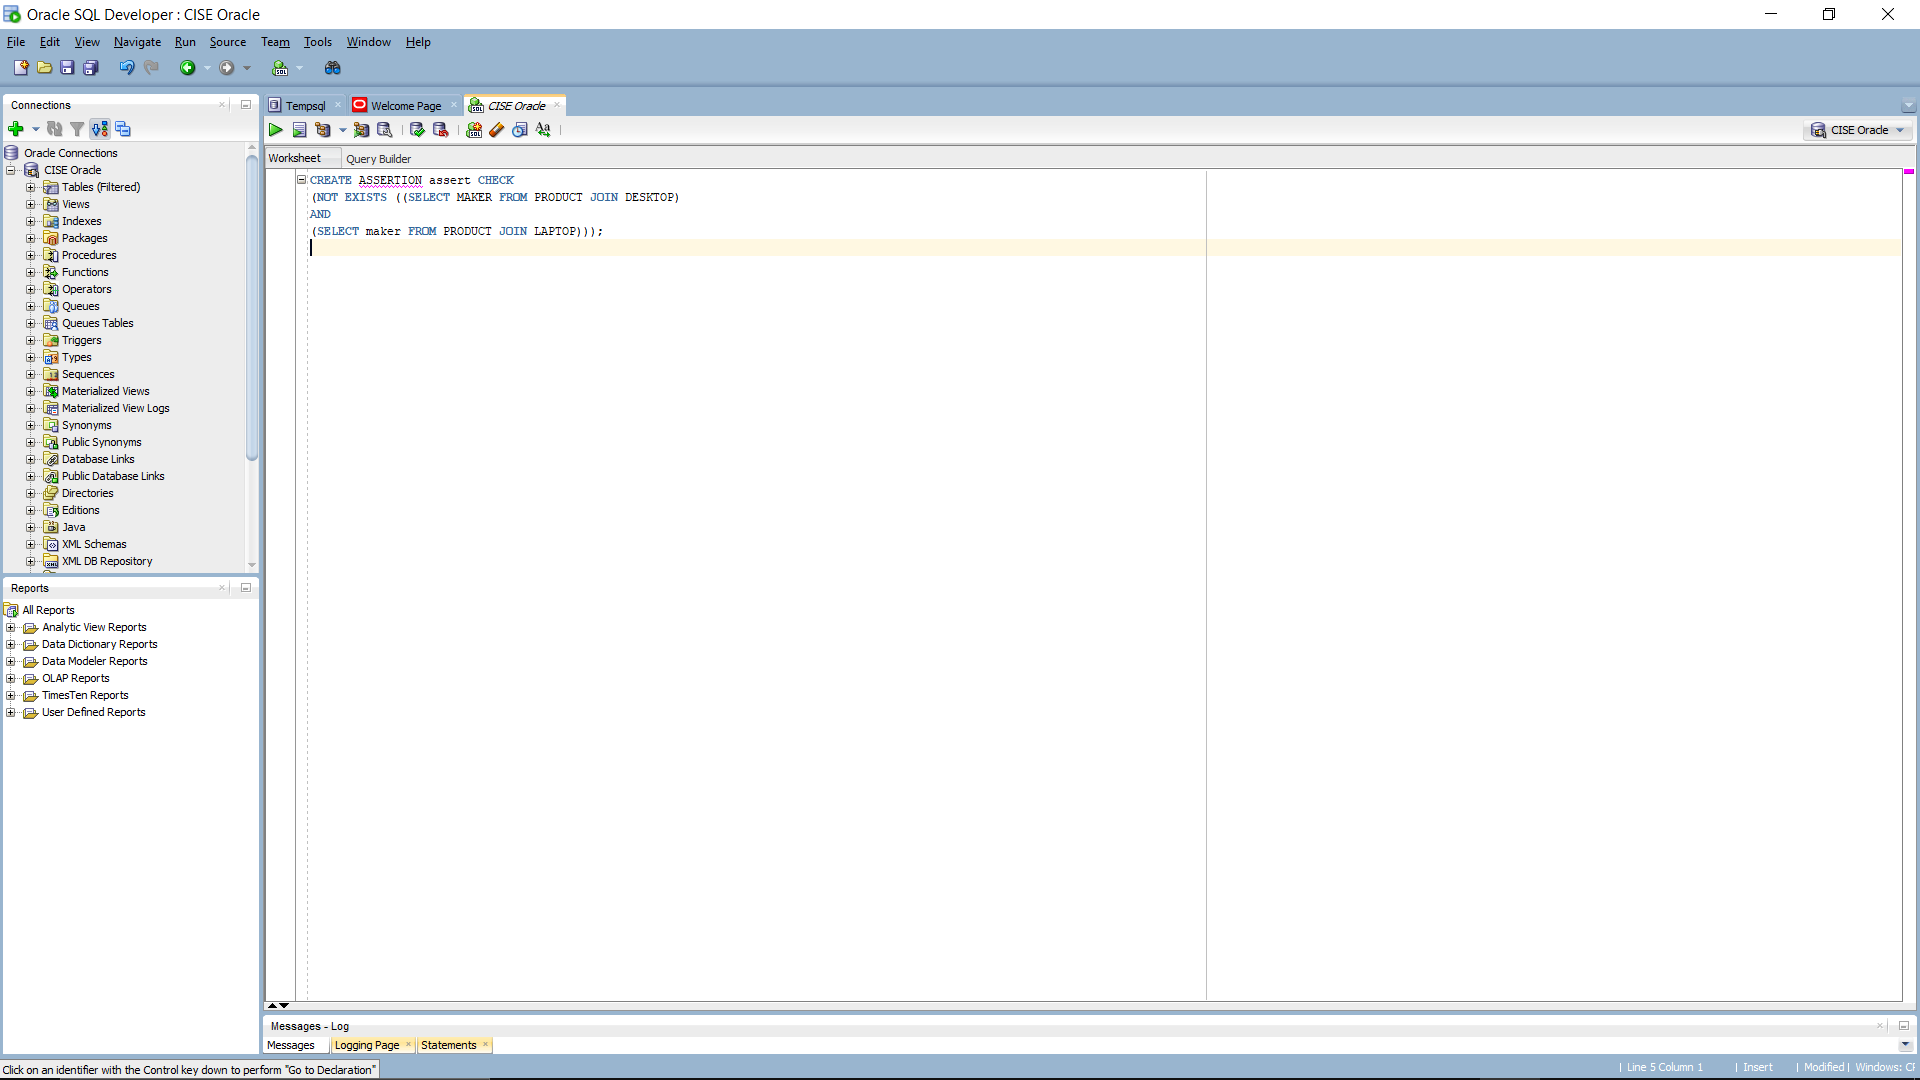 Oracle SQL Developer : CISE Oracle
File Edit View Navigate Run Source Team Tools Window Help
Connections
Oracle Connections
CISE Oracle
Tables (Filtered)
Views
Indexes
Packages
Procedures
Functions
Operators
Queues
Queues Tables
Triggers
Types
Sequences
Materialized Views
Materialized View Logs
Synonyms
Public Synonyms
Database Links
Public Database Links
Directories
Editions
Java
XML Schemas
XML DB Repository
Reports
All Reports
Analytic View Reports
Data Dictionary Reports
Data Modeler Reports
OLAP Reports
TimesTen Reports
User Defined Reports
Tempsql Welcome Page CISE Oracle
CISE Oracle
Worksheet Query Builder
CREATE ASSERTION assert CHECK
(NOT EXISTS ((SELECT MAKER FROM PRODUCT JOIN DESKTOP)
AND
(SELECT maker FROM PRODUCT JOIN LAPTOP)));
Messages - Log
Messages Logging Page Statements
Click on an identifier with the Control key down to perform "Go to Declaration"
| Line 5 Column 1 | Insert | Modified | Windows: